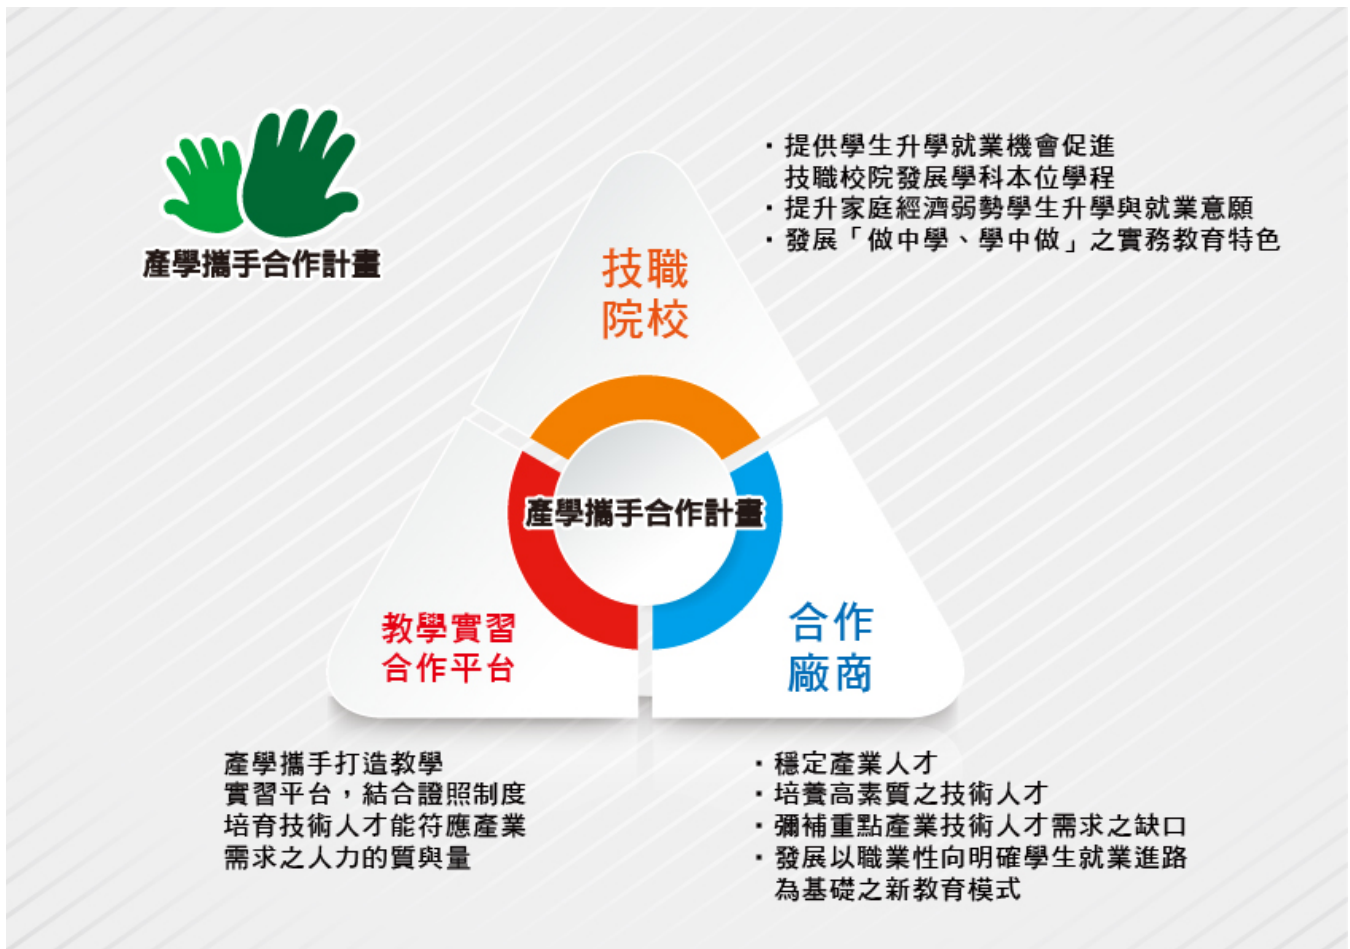 產學攜手合作計畫
・提供學生升學就業機會促進
技職校院發展學科本位學程
・提升家庭經濟弱勢學生升學與就業意願
・發展「做中學、學中做」之實務教育特色
技職
院校
產學攜手合作計畫
教學實習
合作平台
合作
廠商
產學攜手打造教學
實習平台，結合證照制度
培育技術人才能符應產業
需求之人力的質與量
・穩定產業人才
・培養高素質之技術人才
・彌補重點產業技術人才需求之缺口
・發展以職業性向明確學生就業進路
為基礎之新教育模式